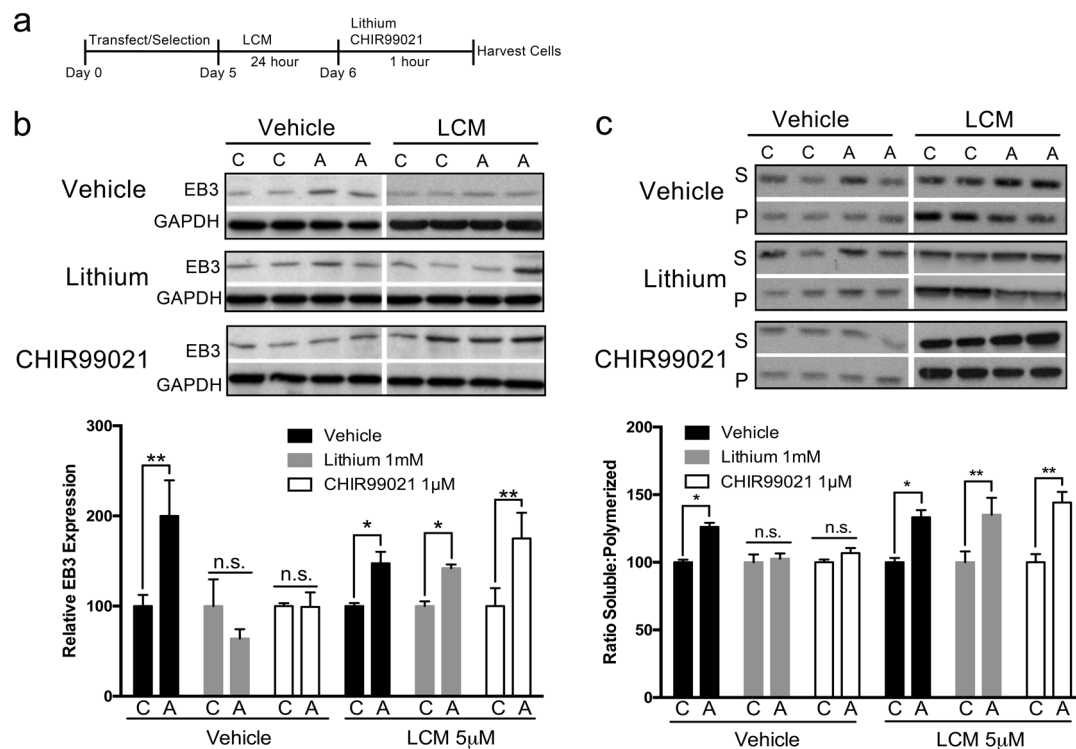 a
Transfect/Selection LCM Lithium
CHIR99021
Day 0 Day 5 24 hour Day 6 1 hour Harvest Cells
b
Vehicle LCM
C C A A C C A A
Vehicle EB3
GAPDH
Lithium EB3
GAPDH
CHIR99021 EB3
GAPDH
300
200
100
0
Relative EB3 Expression
Vehicle
Lithium 1mM
CHIR99021 1µM
** n.s. n.s. * * **
C A C A C A C A C A C A
Vehicle LCM 5µM
c
Vehicle LCM
C C A A C C A A
Vehicle S
P
Lithium S
P
CHIR99021 S
P
200
150
100
50
0
Ratio Soluble:Polymerized
Vehicle
Lithium 1mM
CHIR99021 1µM
* n.s. n.s. * ** **
C A C A C A C A C A C A
Vehicle LCM 5µM